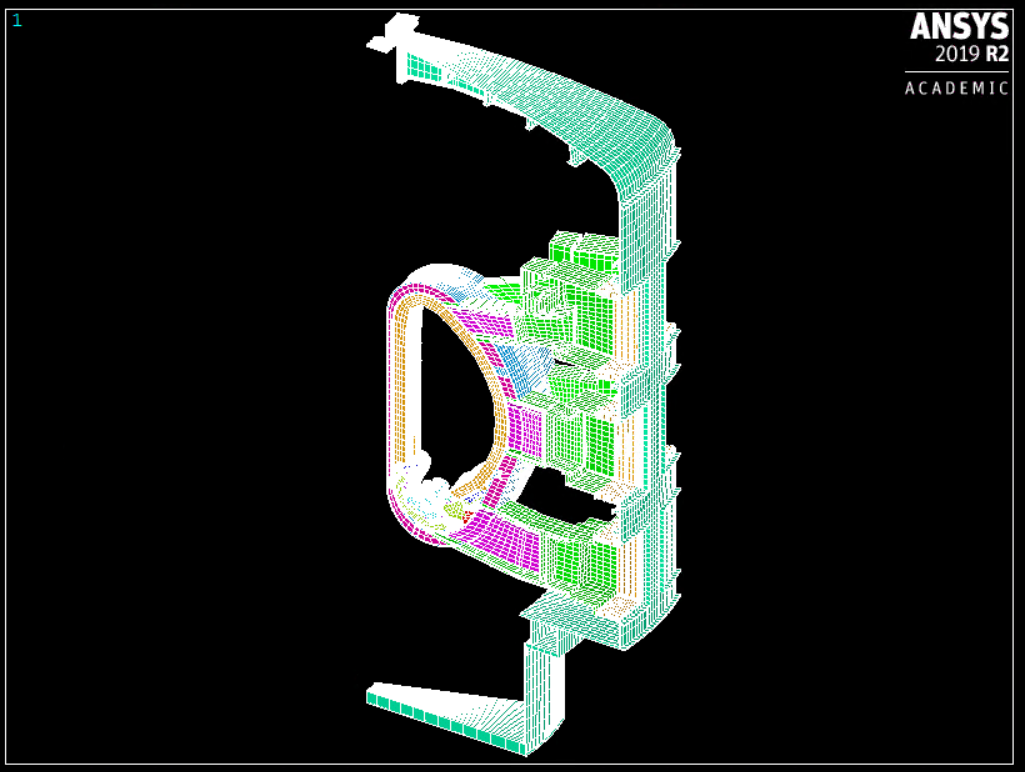 1
ANSYS
2019 R2
ACADEMIC